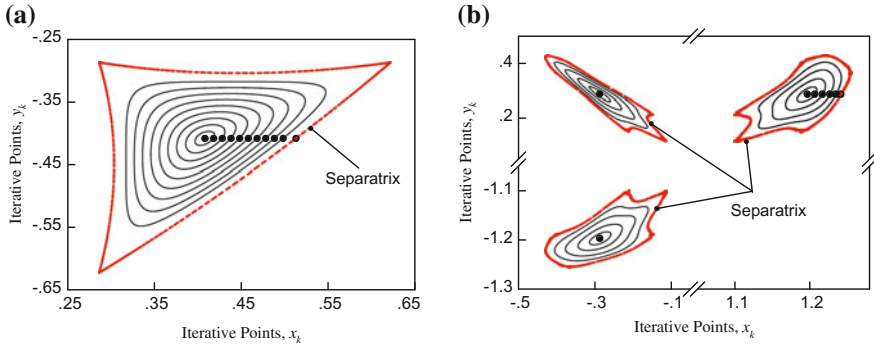 (a)
-.25
-.35
-.45
-.55
-.65
Iterative Points, y_k
.25
.35
.45
.55
.65
Iterative Points, x_k
Separatrix
(b)
.4
.2
-1.1
-1.2
-1.3
Iterative Points, y_k
-.5
-.3
-0.1
1.1
1.2
Iterative Points, x_k
Separatrix